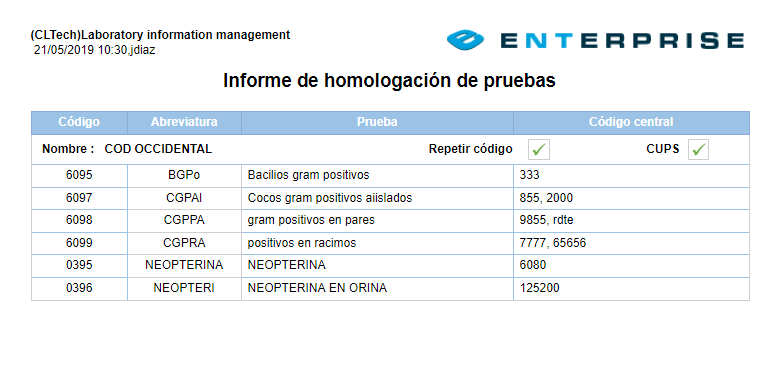 (CLTech)Laboratory information management
21/05/2019 10:30,jdiaz
ENTERPRISE
Informe de homologación de pruebas
Código Abreviatura Prueba Código central
Nombre : COD OCCIDENTAL Repetir código CUPS
6095 BGPo Bacilios gram positivos 333
6097 CGPAI Cocos gram positivos aiislados 855, 2000
6098 CGPPA gram positivos en pares 9855, rdte
6099 CGPRA positivos en racimos 7777, 65656
0395 NEOPTERINA NEOPTERINA 6080
0396 NEOPTERI NEOPTERINA EN ORINA 125200